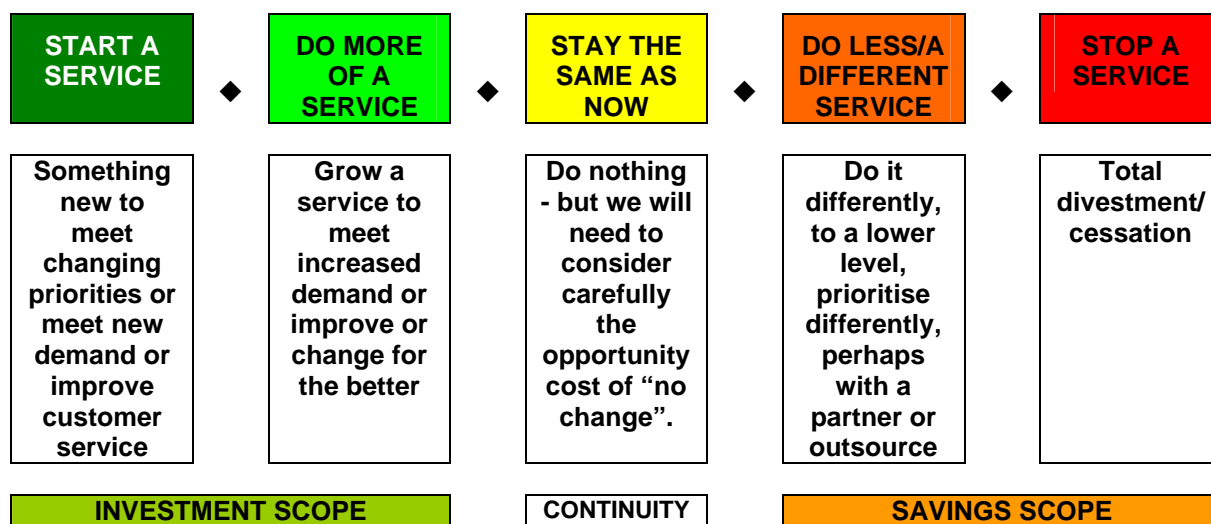 START A
SERVICE
DO MORE
OF A
SERVICE
STAY THE
SAME AS
NOW
DO LESS/A
DIFFERENT
SERVICE
STOP A
SERVICE
Something
new to
meet
changing
priorities or
meet new
demand or
improve
customer
service
Grow a
service to
meet
increased
demand or
improve or
change for
the better
Do nothing
- but we will
need to
consider
carefully
the
opportunity
cost of “no
change”.
Do it
differently,
to a lower
level,
prioritise
differently,
perhaps
with a
partner or
outsource
Total
divestment/
cessation
INVESTMENT SCOPE
CONTINUITY
SAVINGS SCOPE